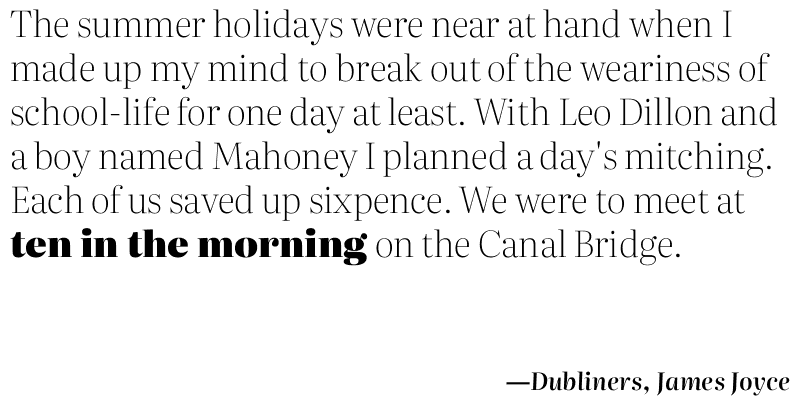 The summer holidays were near at hand when I
made up my mind to break out of the weariness of
school-life for one day at least. With Leo Dillon and
a boy named Mahoney I planned a day's mitching.
Each of us saved up sixpence. We were to meet at
ten in the morning on the Canal Bridge.
—Dubliners, James Joyce